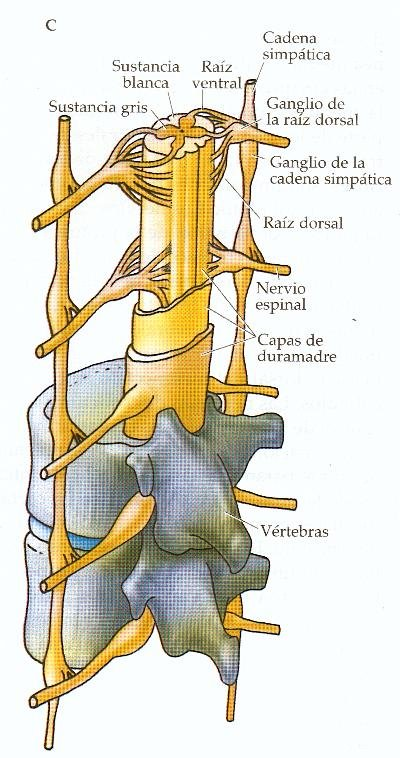 C
Cadena
simpática
Sustancia
blanca
Raíz
ventral
Sustancia gris
Ganglio de
la raíz dorsal
Ganglio de la
cadena simpática
Raíz dorsal
Nervio
espinal
Capas de
duramadre
Vértebras